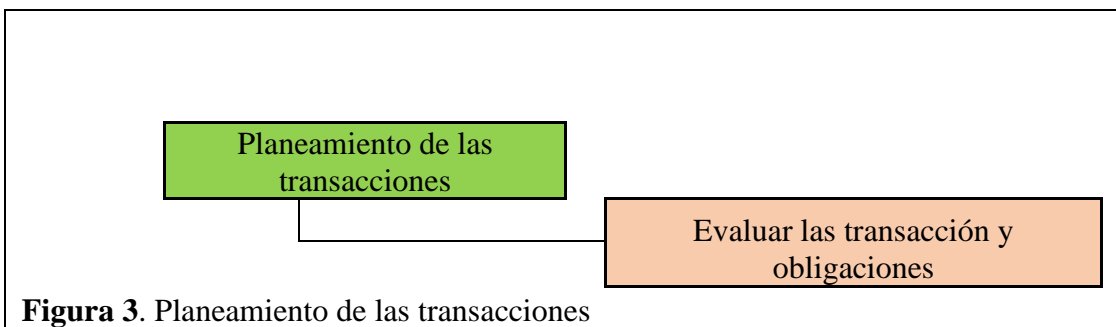 Planeamiento de las
transacciones
Evaluar las transacción y
obligaciones
Figura 3. Planeamiento de las transacciones